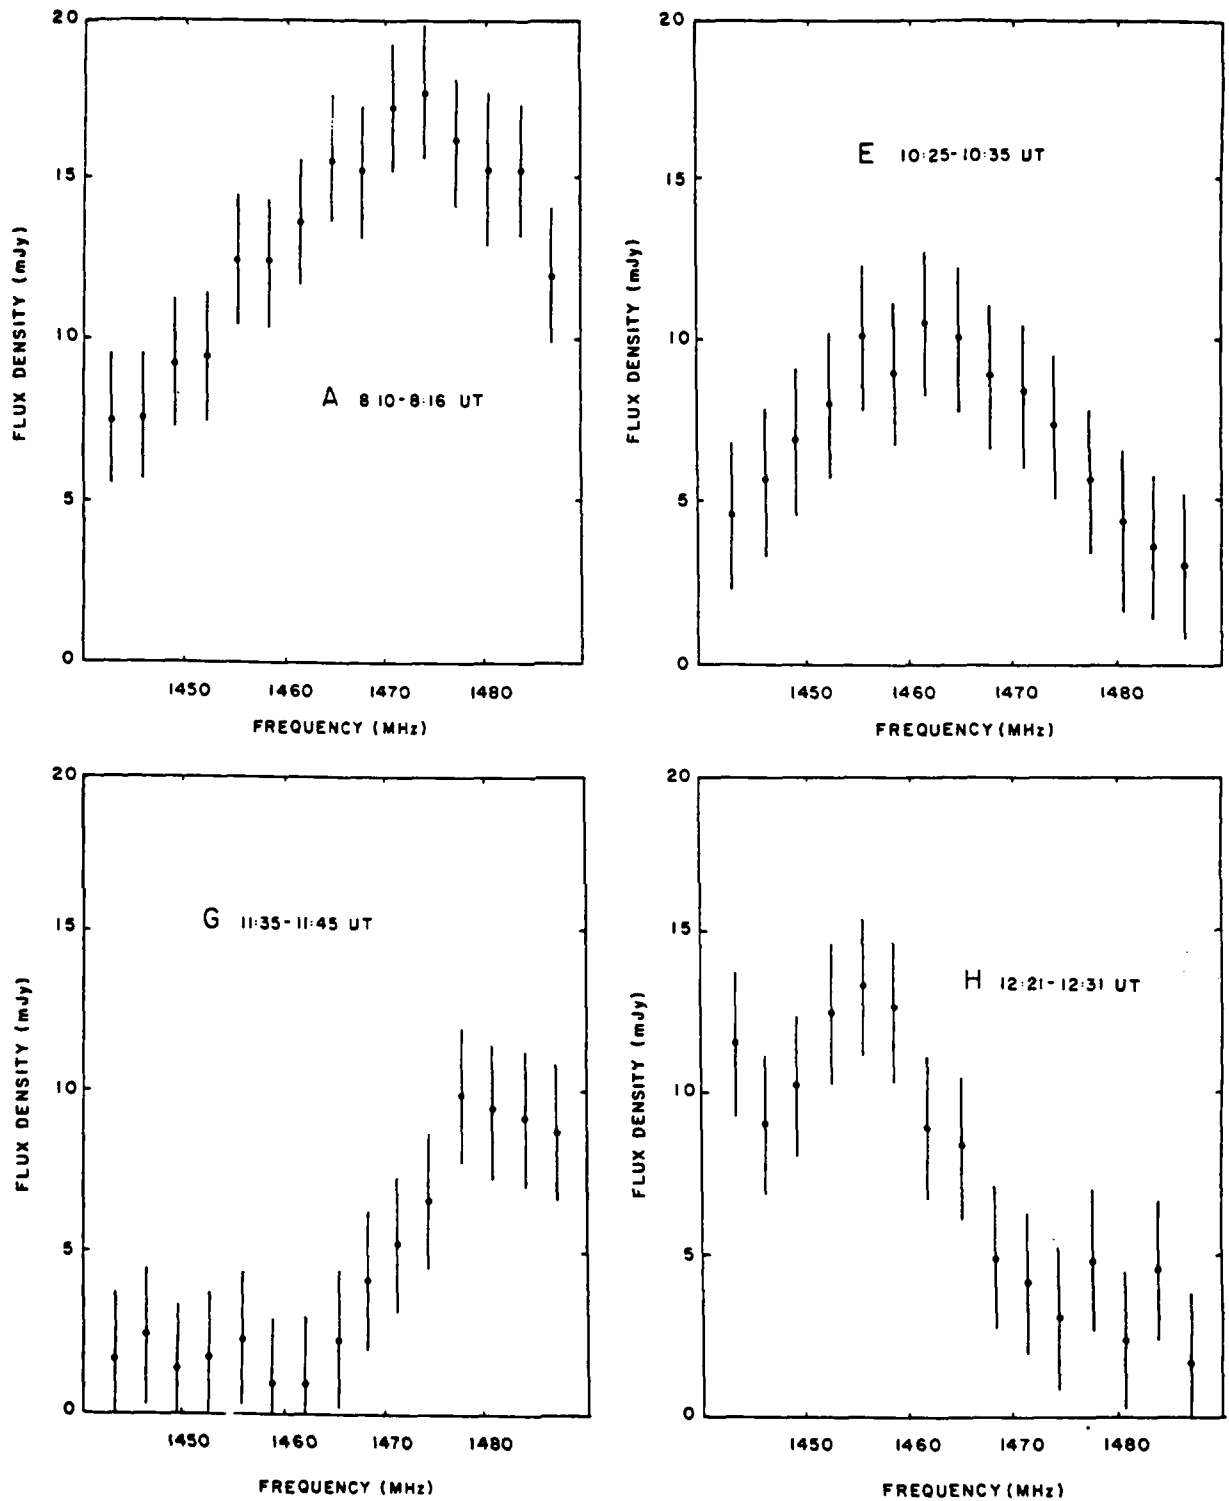 20
15
10
5
0
FLUX DENSITY (mJy)
A 8:10-8:16 UT
1450 1460 1470 1480
FREQUENCY (MHz)
20
15
10
5
0
FLUX DENSITY (mJy)
E 10:25-10:35 UT
1450 1460 1470 1480
FREQUENCY (MHz)
20
15
10
5
0
FLUX DENSITY (mJy)
G 11:35-11:45 UT
1450 1460 1470 1480
FREQUENCY (MHz)
20
15
10
5
0
FLUX DENSITY (mJy)
H 12:21-12:31 UT
1450 1460 1470 1480
FREQUENCY (MHz)